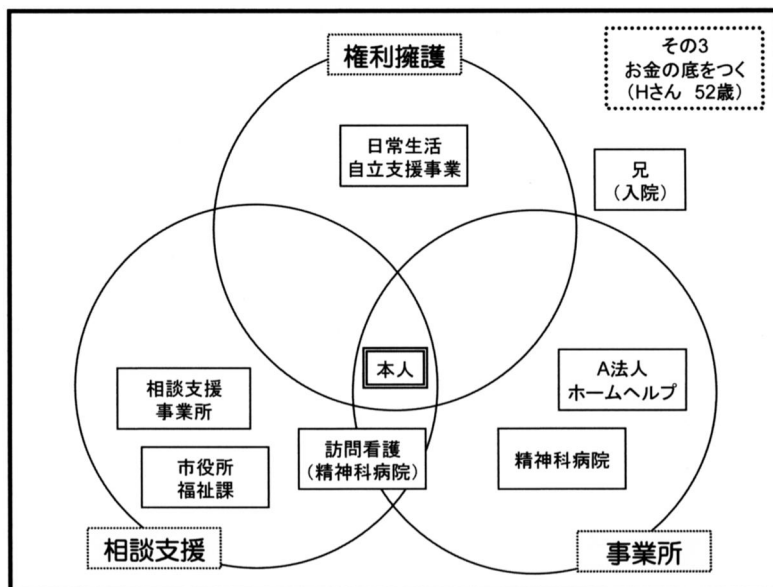 権利擁護
その3
お金の底をつく
(Hさん 52歳)
日常生活
自立支援事業
兄
(入院)
本人
相談支援
事業所
A法人
ホームヘルプ
市役所
福祉課
訪問看護
(精神科病院)
精神科病院
相談支援
事業所